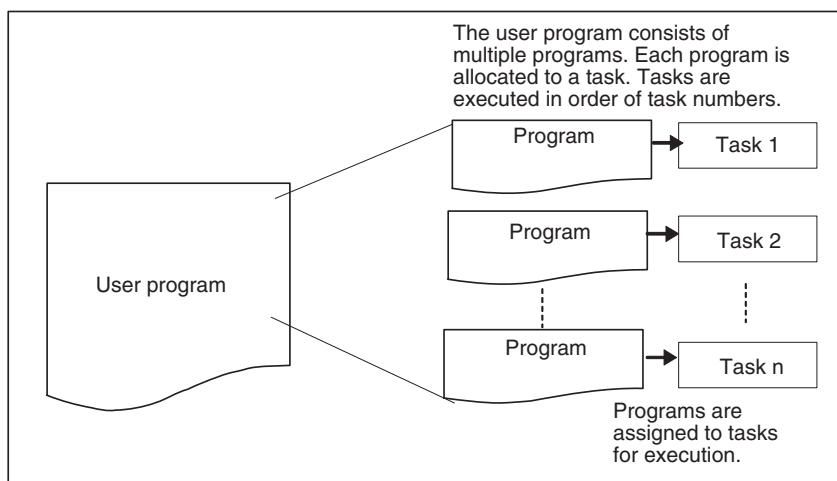 The user program consists of
multiple programs. Each program is
allocated to a task. Tasks are
executed in order of task numbers.
Program
Task 1
Program
Task 2
User program
Program
Task n
Programs are
assigned to tasks
for execution.